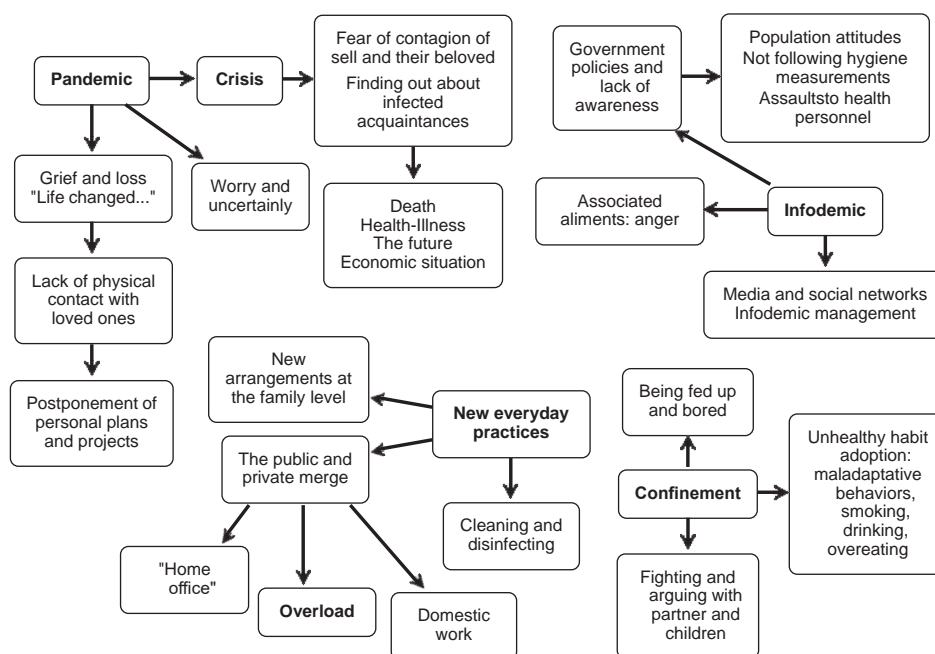 Pandemic
Crisis
Fear of contagion of
sell and their beloved
Finding out about
infected
acquaintances
Grief and loss
"Life changed..."
Worry and
uncertainly
Death
Health-Illness
The future
Economic situation
Lack of physical
contact with
loved ones
Postponement of
personal plans
and projects
Government
policies and
lack of
awareness
Population attitudes
Not following hygiene
measurements
Assaultsto health
personnel
Associated
aliments: anger
Infodemic
Media and social networks
Infodemic management
New
arrangements at
the family level
New everyday
practices
The public and
private merge
Cleaning and
disinfecting
"Home
office"
Overload
Domestic
work
Being fed up
and bored
Confinement
Unhealthy habit
adoption:
maladaptative
behaviors,
smoking,
drinking,
overeating
Fighting and
arguing with
partner and
children